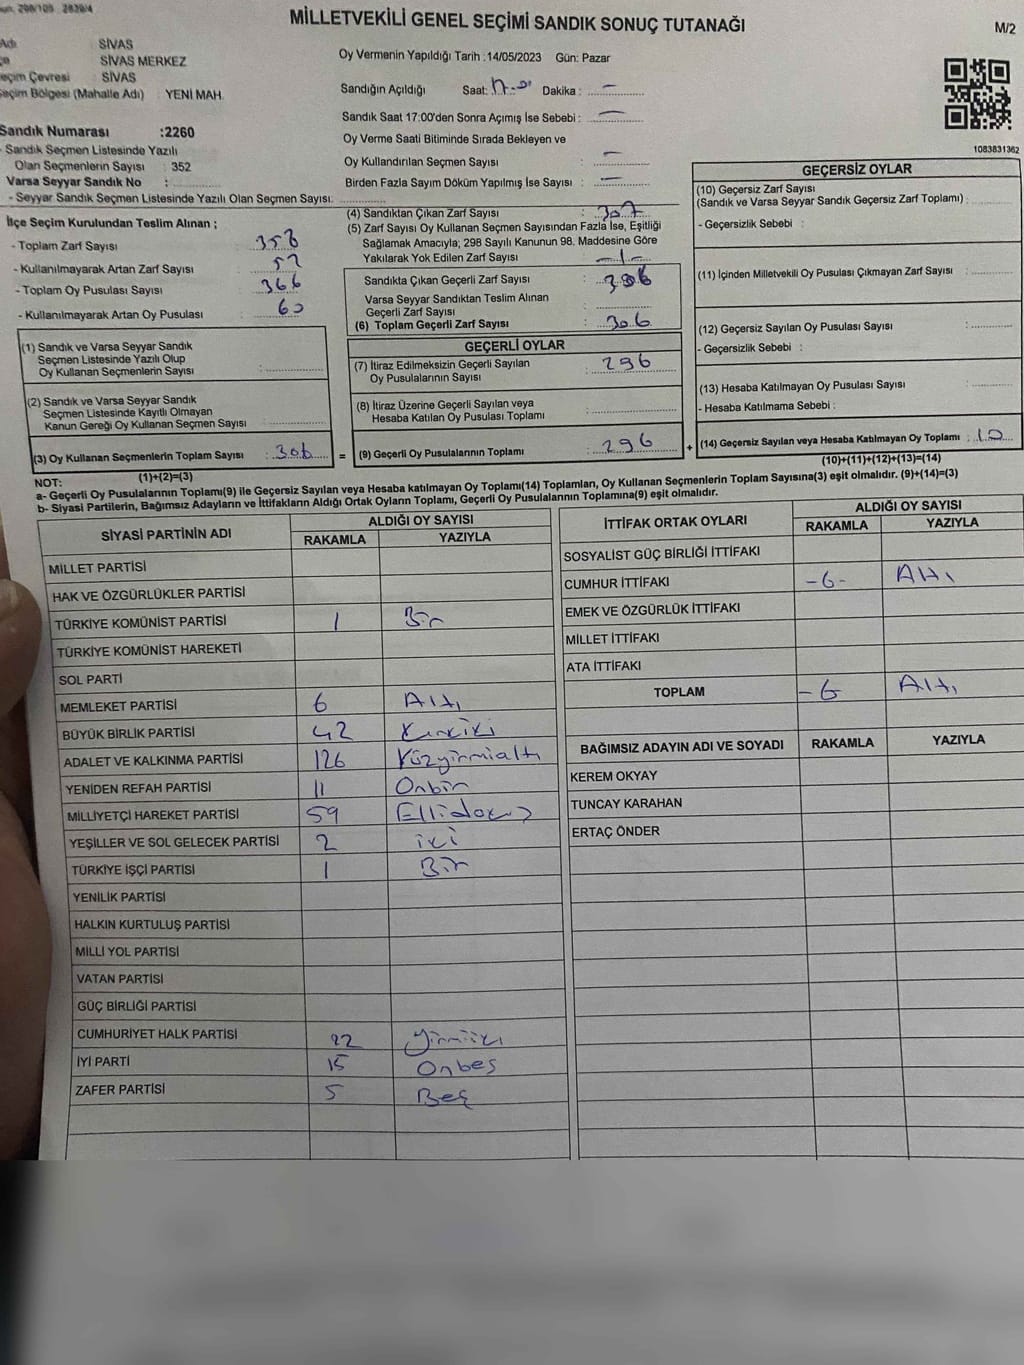 MİLLETVEKİLİ GENEL SEÇİMİ SANDIK SONUÇ TUTANAĞI
M/2
Adı SİVAS
SİVAS MERKEZ
eçim Çevresi SİVAS
eçim Bölgesi (Mahalle Adı) YENİ MAH.
Sandık Numarası :2260
- Sandık Seçmen Listesinde Yazılı
Olan Seçmenlerin Sayısı : 352
Varsa Seyyar Sandık No :
- Seyyar Sandık Seçmen Listesinde Yazılı Olan Seçmen Sayısı:
Oy Vermenin Yapıldığı Tarih :14/05/2023 Gün: Pazar
Sandığın Açıldığı Saat: Dakika : —
Sandık Saat 17:00'den Sonra Açımış İse Sebebi : —
Oy Verme Saati Bitiminde Sırada Bekleyen ve
Oy Kullandırılan Seçmen Sayısı : —
Birden Fazla Sayım Döküm Yapılmış İse Sayısı : —
1083831362
İlçe Seçim Kurulundan Teslim Alınan ;
- Toplam Zarf Sayısı : 358
- Kullanılmayarak Artan Zarf Sayısı : 52
- Toplam Oy Pusulası Sayısı : 366
- Kullanılmayarak Artan Oy Pusulası : 60
(4) Sandıktan Çıkan Zarf Sayısı : 307
(5) Zarf Sayısı Oy Kullanan Seçmen Sayısından Fazla İse, Eşitliği
Sağlamak Amacıyla; 298 Sayılı Kanunun 98. Maddesine Göre
Yakılarak Yok Edilen Zarf Sayısı : -1-
Sandıkta Çıkan Geçerli Zarf Sayısı : 306
Varsa Seyyar Sandıktan Teslim Alınan
Geçerli Zarf Sayısı :
(6) Toplam Geçerli Zarf Sayısı : 306
GEÇERSİZ OYLAR
(10) Geçersiz Zarf Sayısı
(Sandık ve Varsa Seyyar Sandık Geçersiz Zarf Toplamı) :
- Geçersizlik Sebebi :
(11) İçinden Milletvekili Oy Pusulası Çıkmayan Zarf Sayısı :
(12) Geçersiz Sayılan Oy Pusulası Sayısı :
- Geçersizlik Sebebi :
(13) Hesaba Katılmayan Oy Pusulası Sayısı :
- Hesaba Katılmama Sebebi :
(14) Geçersiz Sayılan veya Hesaba Katılmayan Oy Toplamı : 10
(10)+(11)+(12)+(13)=(14)
(1) Sandık ve Varsa Seyyar Sandık
Seçmen Listesinde Yazılı Olup
Oy Kullanan Seçmenlerin Sayısı :
(2) Sandık ve Varsa Seyyar Sandık
Seçmen Listesinde Kayıtlı Olmayan
Kanun Gereği Oy Kullanan Seçmen Sayısı :
(3) Oy Kullanan Seçmenlerin Toplam Sayısı : 306 =
(1)+(2)=(3)
GEÇERLİ OYLAR
(7) İtiraz Edilmeksizin Geçerli Sayılan
Oy Pusulalarının Sayısı : 296
(8) İtiraz Üzerine Geçerli Sayılan veya
Hesaba Katılan Oy Pusulası Toplamı :
(9) Geçerli Oy Pusulalarının Toplamı : 296 +
NOT:
a- Geçerli Oy Pusulalarının Toplamı(9) ile Geçersiz Sayılan veya Hesaba katılmayan Oy Toplamı(14) Toplamları, Oy Kullanan Seçmenlerin Toplam Sayısına(3) eşit olmalıdır. (9)+(14)=(3)
b- Siyasi Partilerin, Bağımsız Adayların ve İttifakların Aldığı Ortak Oyların Toplamı, Geçerli Oy Pusulalarının Toplamına(9) eşit olmalıdır.
SİYASİ PARTİNİN ADI ALDIĞI OY SAYISI
RAKAMLA YAZIYLA
MİLLET PARTİSİ
HAK VE ÖZGÜRLÜKLER PARTİSİ
TÜRKİYE KOMÜNİST PARTİSİ 1 Bir
TÜRKİYE KOMÜNİST HAREKETİ
SOL PARTİ
MEMLEKET PARTİSİ 6 Altı
BÜYÜK BİRLİK PARTİSİ 42 Kırkiki
ADALET VE KALKINMA PARTİSİ 126 Yüzyirmialtı
YENİDEN REFAH PARTİSİ 11 Onbir
MİLLİYETÇİ HAREKET PARTİSİ 59 Ellidokuz
YEŞİLLER VE SOL GELECEK PARTİSİ 2 iki
TÜRKİYE İŞÇİ PARTİSİ 1 Bir
YENİLİK PARTİSİ
HALKIN KURTULUŞ PARTİSİ
MİLLİ YOL PARTİSİ
VATAN PARTİSİ
GÜÇ BİRLİĞİ PARTİSİ
CUMHURİYET HALK PARTİSİ 22 yirmiiki
İYİ PARTİ 15 Onbeş
ZAFER PARTİSİ 5 Beş
İTTİFAK ORTAK OYLARI ALDIĞI OY SAYISI
RAKAMLA YAZIYLA
SOSYALİST GÜÇ BİRLİĞİ İTTİFAKI
CUMHUR İTTİFAKI -6- Altı
EMEK VE ÖZGÜRLÜK İTTİFAKI
MİLLET İTTİFAKI
ATA İTTİFAKI
TOPLAM -6 Altı
BAĞIMSIZ ADAYIN ADI VE SOYADI RAKAMLA YAZIYLA
KEREM OKYAY
TUNCAY KARAHAN
ERTAÇ ÖNDER